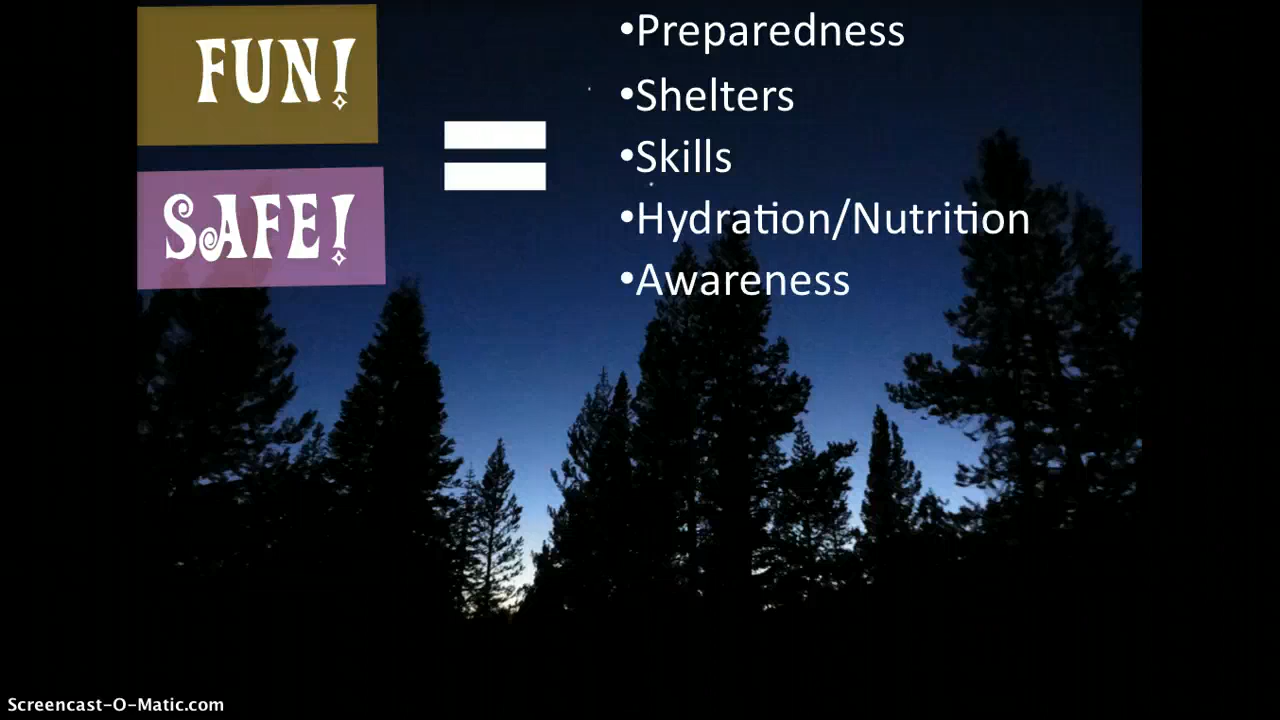 FUN!
SAFE!
=
•Preparedness
•Shelters
•Skills
•Hydration/Nutrition
•Awareness
Screencast-O-Matic.com